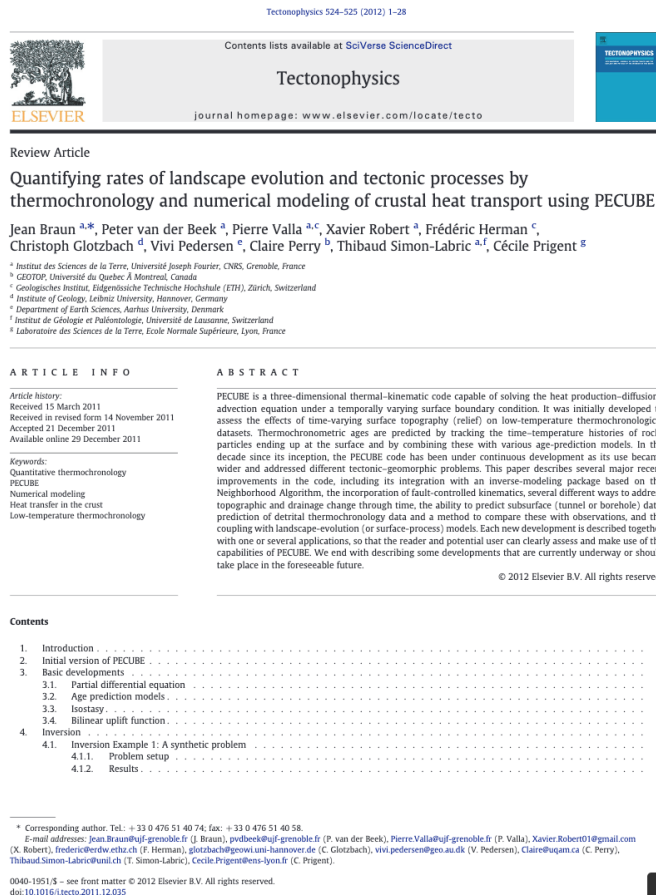 Tectonophysics 524–525 (2012) 1–28
Contents lists available at SciVerse ScienceDirect
Tectonophysics
journal homepage: www.elsevier.com/locate/tecto
ELSEVIER
TECTONOPHYSICS
Review Article
Quantifying rates of landscape evolution and tectonic processes by
thermochronology and numerical modeling of crustal heat transport using PECUBE
Jean Braun a,*, Peter van der Beek a, Pierre Valla a,c, Xavier Robert a, Frédéric Herman c,
Christoph Glotzbach d, Vivi Pedersen e, Claire Perry b, Thibaud Simon-Labric a,f, Cécile Prigent g
a Institut des Sciences de la Terre, Université Joseph Fourier, CNRS, Grenoble, France
b GEOTOP, Université du Quebec Ã Montreal, Canada
c Geologisches Institut, Eidgenössiche Technische Hochshule (ETH), Zürich, Switzerland
d Institute of Geology, Leibniz University, Hannover, Germany
e Department of Earth Sciences, Aarhus University, Denmark
f Institut de Géologie et Paléontologie, Université de Lausanne, Switzerland
g Laboratoire des Sciences de la Terre, Ecole Normale Supérieure, Lyon, France
ARTICLE INFO
Article history:
Received 15 March 2011
Received in revised form 14 November 2011
Accepted 21 December 2011
Available online 29 December 2011
Keywords:
Quantitative thermochronology
PECUBE
Numerical modeling
Heat transfer in the crust
Low-temperature thermochronology
ABSTRACT
PECUBE is a three-dimensional thermal–kinematic code capable of solving the heat production–diffusion
advection equation under a temporally varying surface boundary condition. It was initially developed t
assess the effects of time-varying surface topography (relief) on low-temperature thermochronologic
datasets. Thermochronometric ages are predicted by tracking the time–temperature histories of roc
particles ending up at the surface and by combining these with various age-prediction models. In th
decade since its inception, the PECUBE code has been under continuous development as its use becam
wider and addressed different tectonic–geomorphic problems. This paper describes several major recen
improvements in the code, including its integration with an inverse-modeling package based on th
Neighborhood Algorithm, the incorporation of fault-controlled kinematics, several different ways to addre
topographic and drainage change through time, the ability to predict subsurface (tunnel or borehole) dat
prediction of detrital thermochronology data and a method to compare these with observations, and th
coupling with landscape-evolution (or surface-process) models. Each new development is described togethe
with one or several applications, so that the reader and potential user can clearly assess and make use of th
capabilities of PECUBE. We end with describing some developments that are currently underway or shoul
take place in the foreseeable future.
© 2012 Elsevier B.V. All rights reserve
Contents
1. Introduction
2. Initial version of PECUBE
3. Basic developments
3.1. Partial differential equation
3.2. Age prediction models
3.3. Isostasy
3.4. Bilinear uplift function
4. Inversion
4.1. Inversion Example 1: A synthetic problem
4.1.1. Problem setup
4.1.2. Results
* Corresponding author. Tel.: +33 0 476 51 40 74; fax: +33 0 476 51 40 58.
E-mail addresses: Jean.Braun@ujf-grenoble.fr (J. Braun), pvdbeek@ujf-grenoble.fr (P. van der Beek), Pierre.Valla@ujf-grenoble.fr (P. Valla), Xavier.Robert01@gmail.com
(X. Robert), frederic@erdw.ethz.ch (F. Herman), glotzbach@geowi.uni-hannover.de (C. Glotzbach), vivi.pedersen@geo.au.dk (V. Pedersen), Claire@uqam.ca (C. Perry),
Thibaud.Simon-Labric@unil.ch (T. Simon-Labric), Cecile.Prigent@ens-lyon.fr (C. Prigent).
0040-1951/$ – see front matter © 2012 Elsevier B.V. All rights reserved.
doi:10.1016/j.tecto.2011.12.035